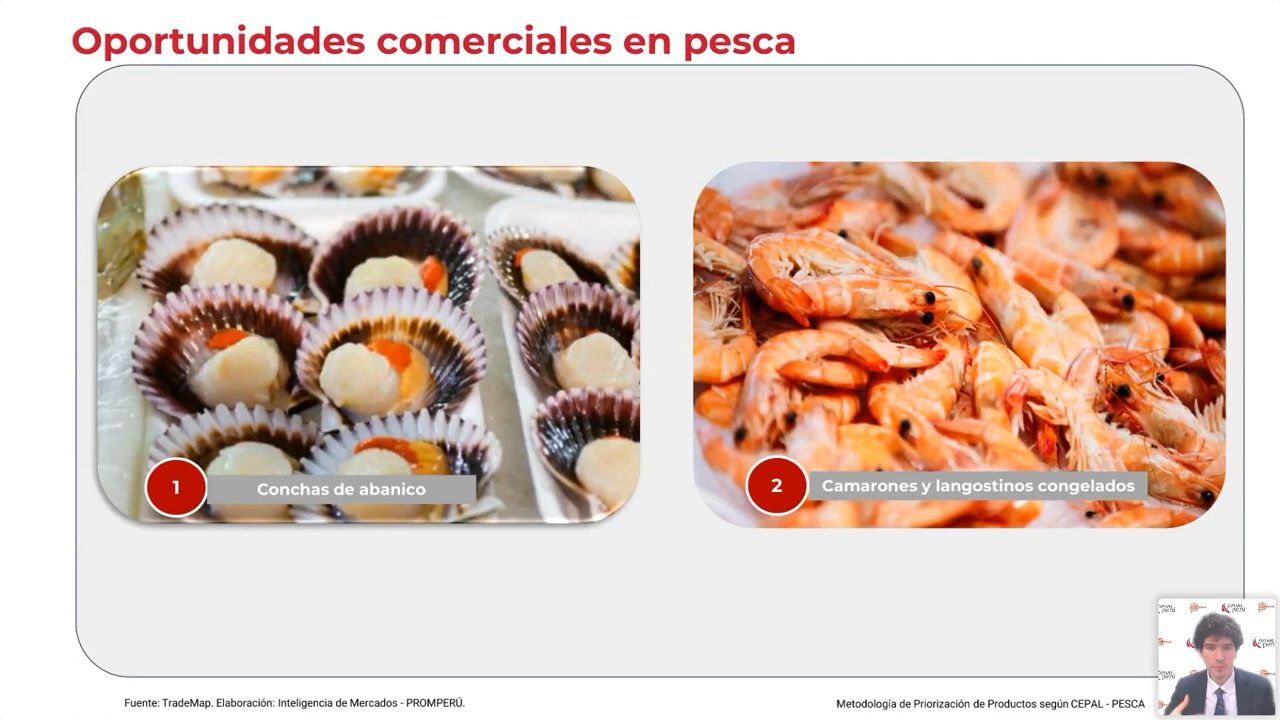 Oportunidades comerciales en pesca
1
Conchas de abanico
2
Camarones y langostinos congelados
Fuente: TradeMap. Elaboración: Inteligencia de Mercados - PROMPERÚ.
Metodología de Priorización de Productos según CEPAL - PESCA